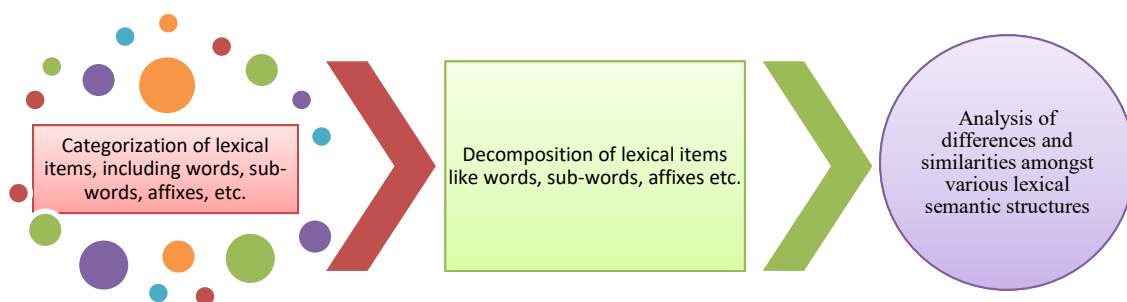 Categorization of lexical
items, including words, sub-
words, affixes, etc.
Decomposition of lexical items
like words, sub-words, affixes etc.
Analysis of
differences and
similarities amongst
various lexical
semantic structures